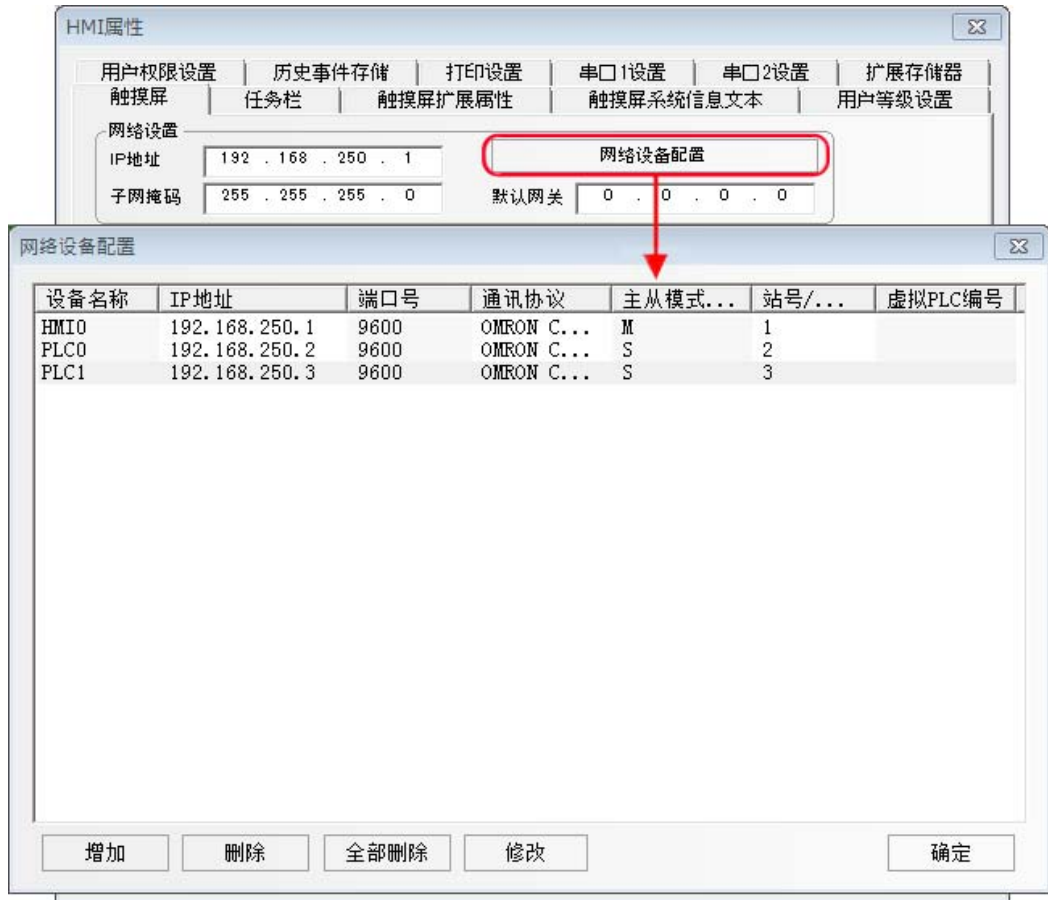 HMI属性
用户权限设置 历史事件存储 打印设置 串口1设置 串口2设置 扩展存储器
触摸屏 任务栏 触摸屏扩展属性 触摸屏系统信息文本 用户等级设置
网络设置
IP地址 192 . 168 . 250 . 1 网络设备配置
子网掩码 255 . 255 . 255 . 0 默认网关 0 . 0 . 0 . 0
网络设备配置
设备名称 IP地址 端口号 通讯协议 主从模式... 站号/... 虚拟PLC编号
HMI0 192.168.250.1 9600 OMRON C... M 1
PLC0 192.168.250.2 9600 OMRON C... S 2
PLC1 192.168.250.3 9600 OMRON C... S 3
增加 删除 全部删除 修改 确定